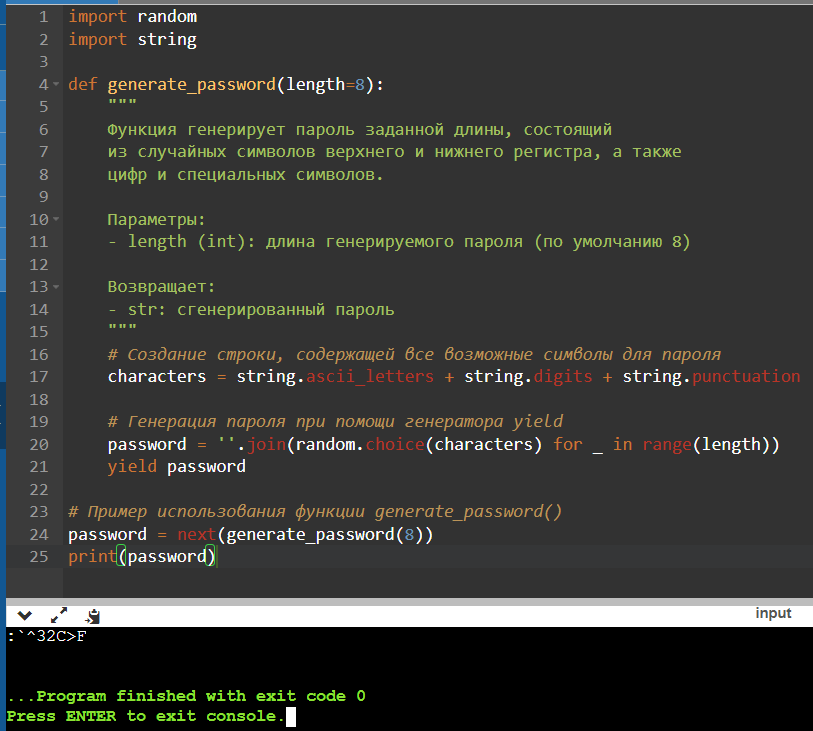 1 import random
2 import string
3
4 def generate_password(length=8):
5     """
6     Функция генерирует пароль заданной длины, состоящий
7     из случайных символов верхнего и нижнего регистра, а также
8     цифр и специальных символов.
9
10     Параметры:
11     - length (int): длина генерируемого пароля (по умолчанию 8)
12
13     Возвращает:
14     - str: сгенерированный пароль
15     """
16     # Создание строки, содержащей все возможные символы для пароля
17     characters = string.ascii_letters + string.digits + string.punctuation
18
19     # Генерация пароля при помощи генератора yield
20     password = ''.join(random.choice(characters) for _ in range(length))
21     yield password
22
23 # Пример использования функции generate_password()
24 password = next(generate_password(8))
25 print(password)
input
:`^32C>F
...Program finished with exit code 0
Press ENTER to exit console.